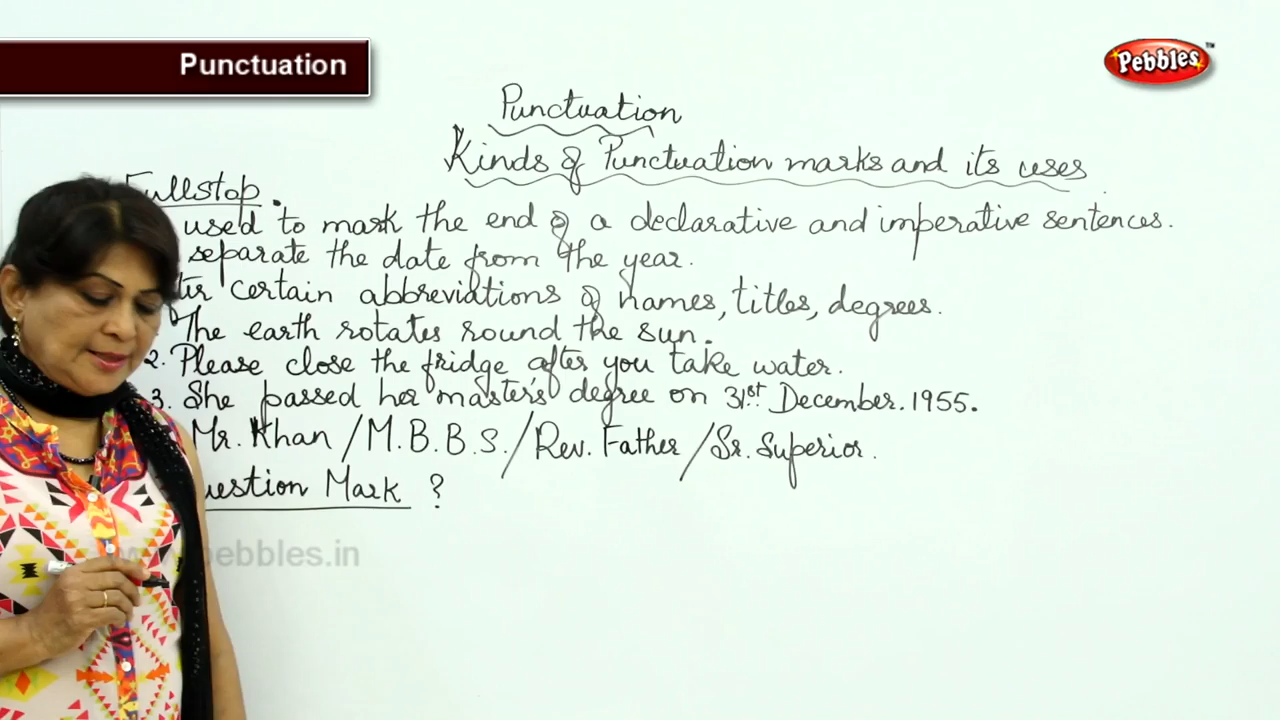 Punctuation
Pebbles™
Punctuation
Kinds of Punctuation marks and its uses
Fullstop .
used to mark the end of a declarative and imperative sentences.
separate the date from the year.
certain abbreviations of names, titles, degrees.
The earth rotates round the sun.
2. Please close the fridge after you take water.
3. She passed her master's degree on 31st December. 1955.
Mr. Khan / M.B.B.S. / Rev. Father / Sr. Superior.
uestion Mark ?
pebbles.in